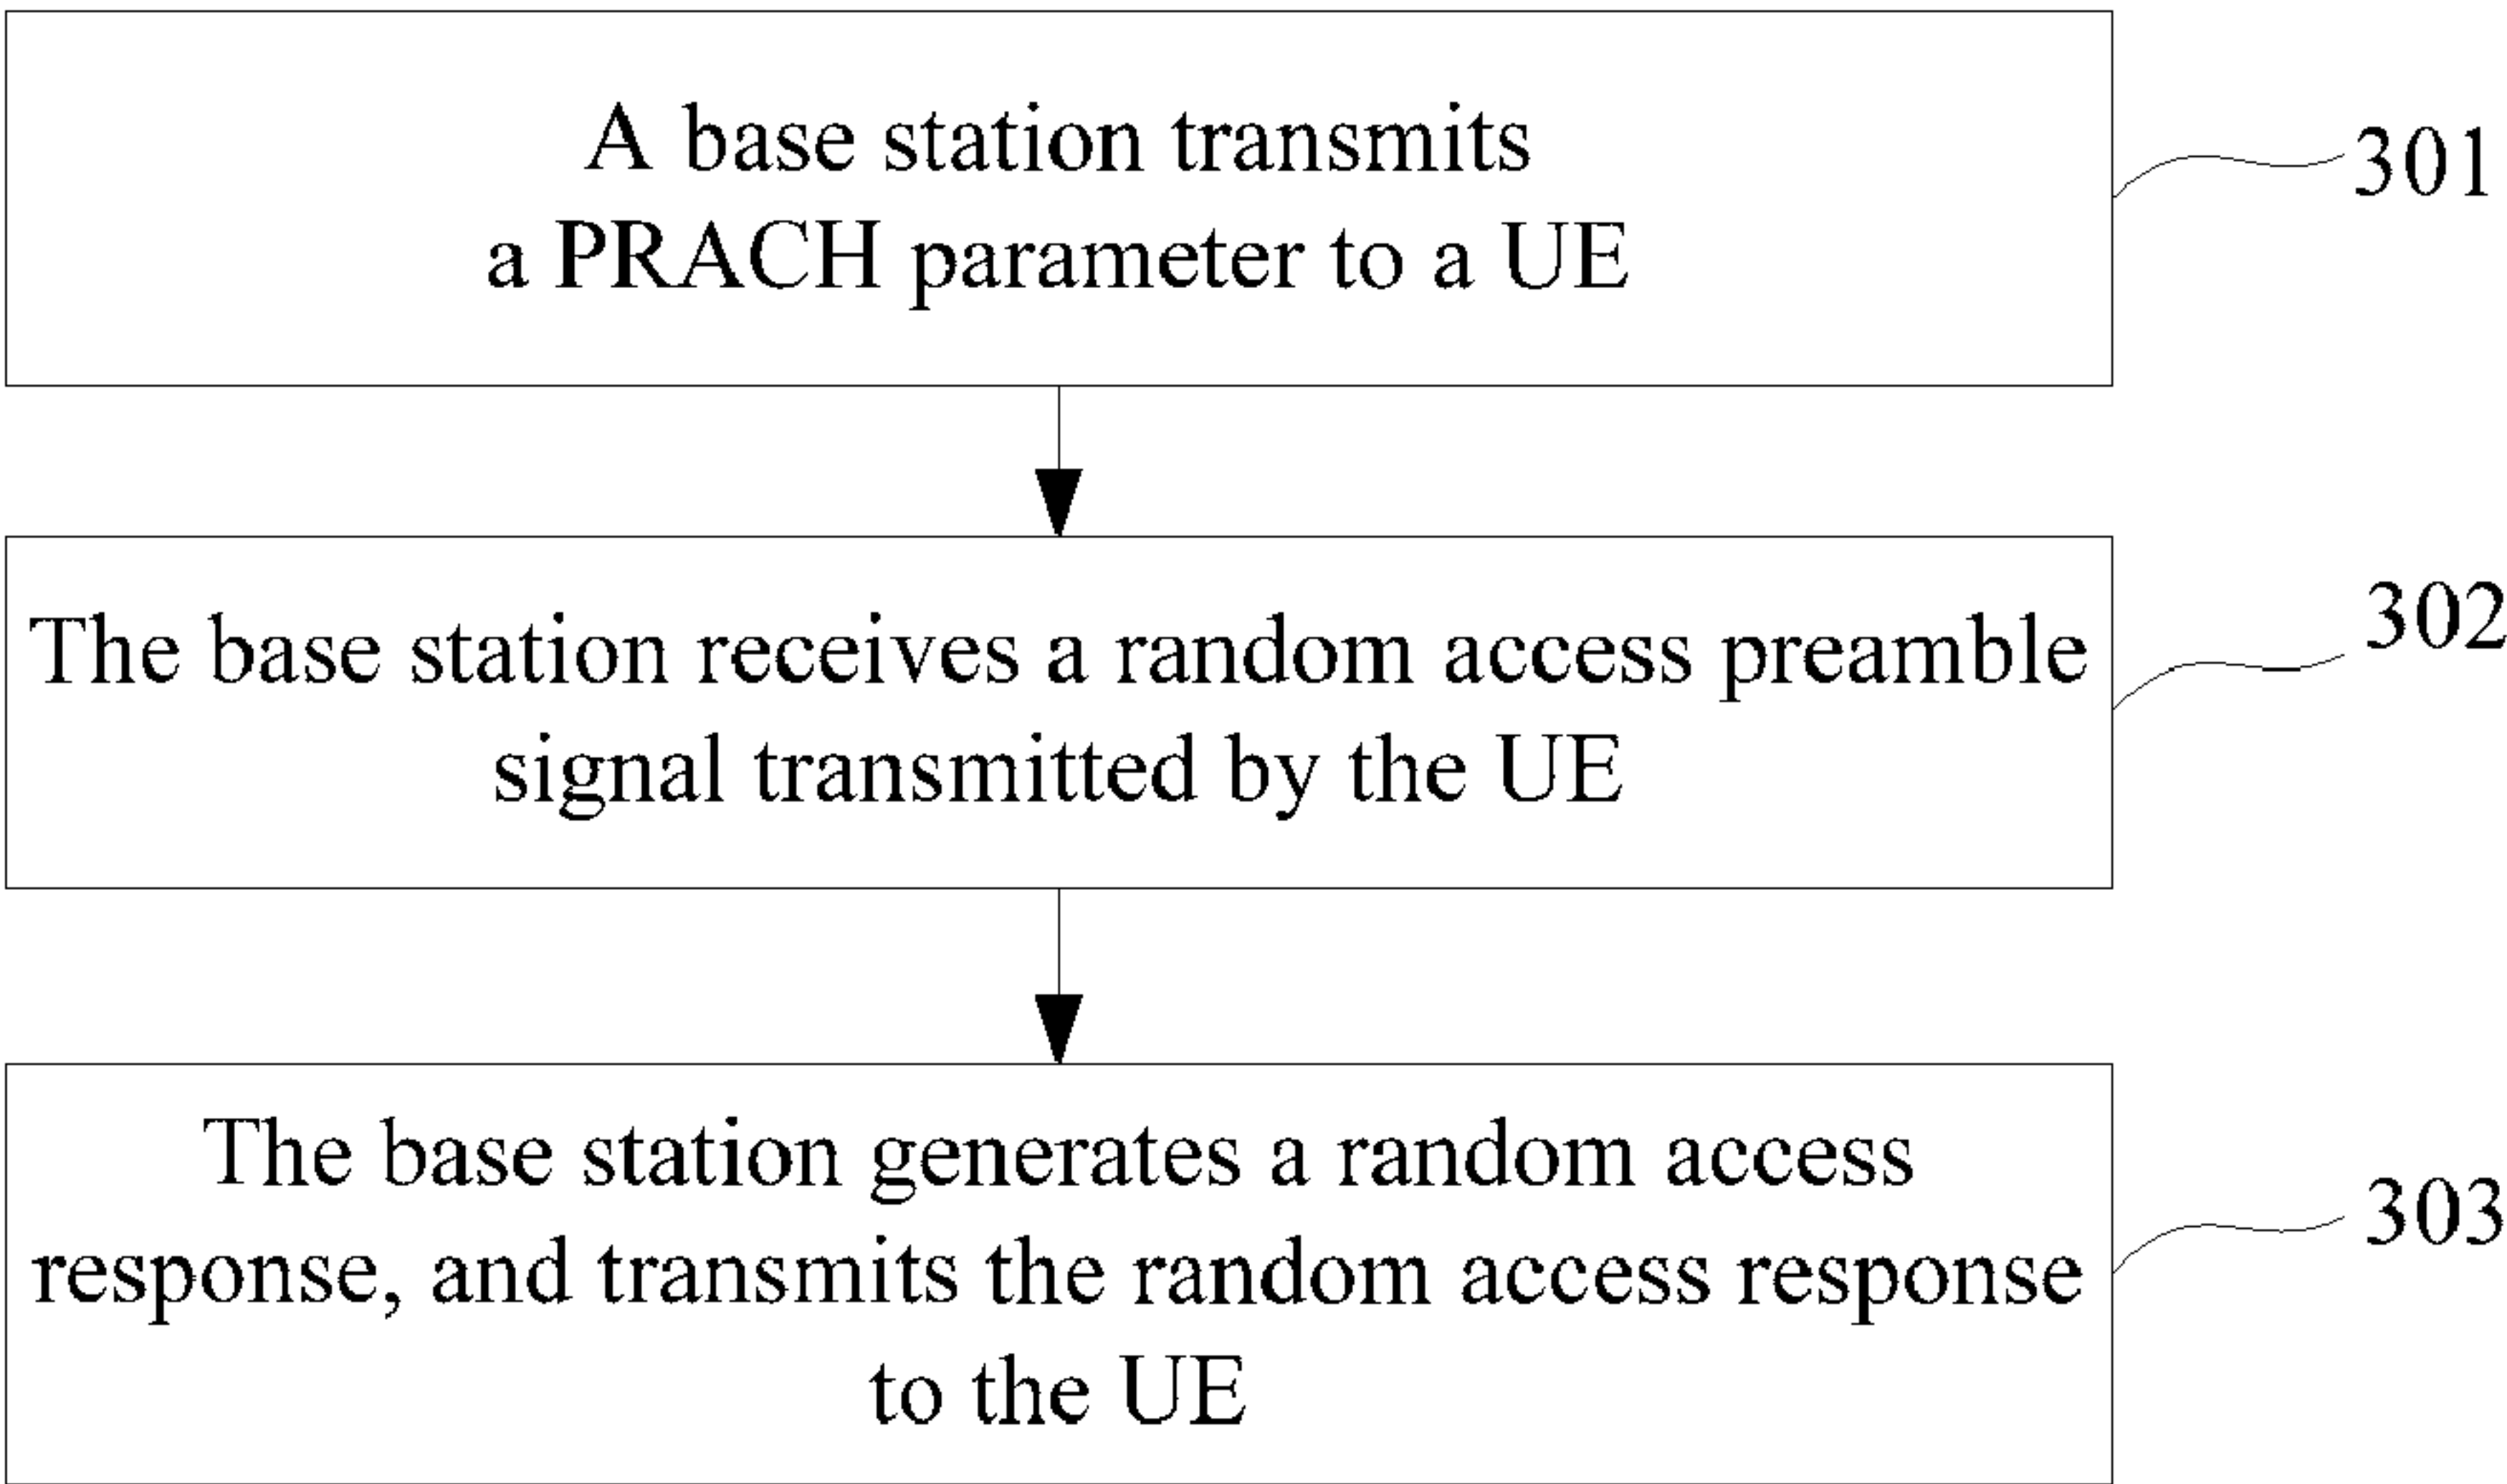 A base station transmits
a PRACH parameter to a UE
301
The base station receives a random access preamble
signal transmitted by the UE
302
The base station generates a random access
response, and transmits the random access response
to the UE
303